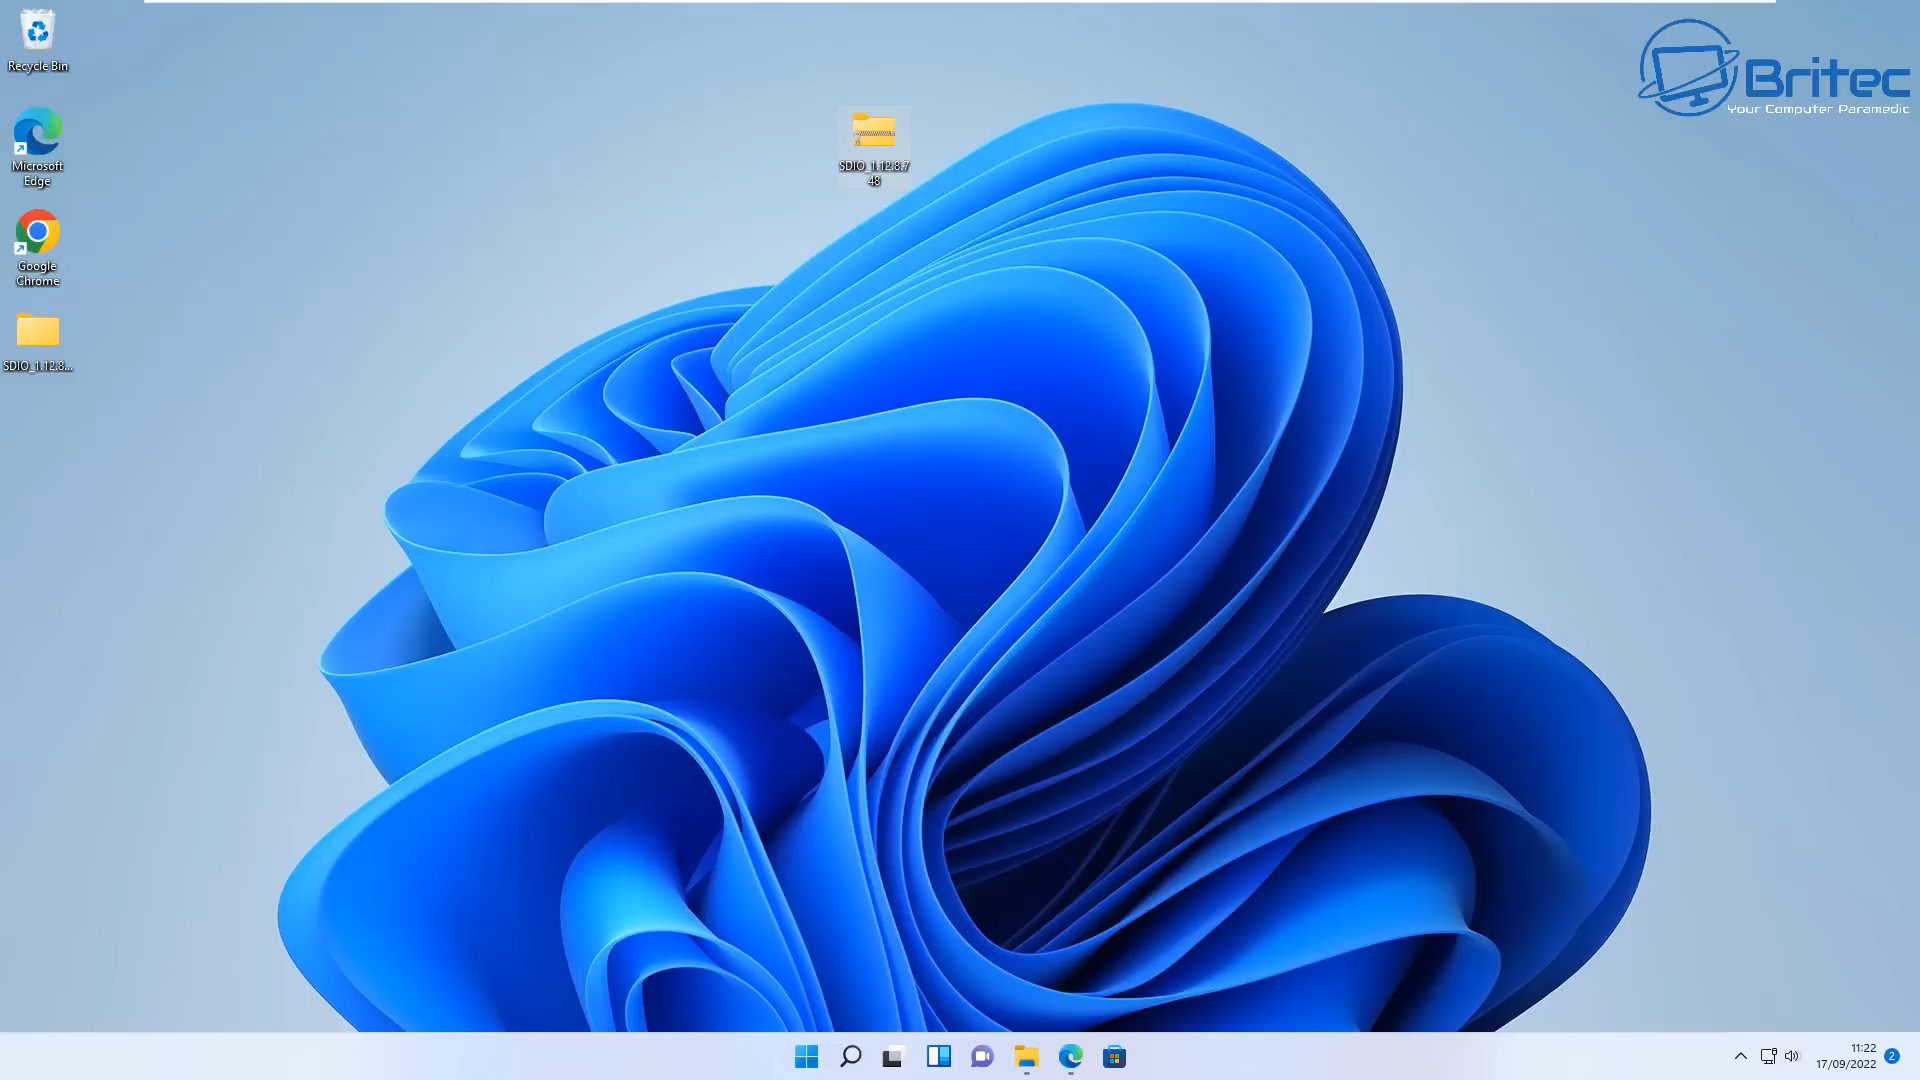 Recycle Bin
Microsoft
Edge
Google
Chrome
SDIO_1.12.8...
SDIO_1.12.8.7
48
Britec
Your Computer Paramedic
11:22
17/09/2022
2